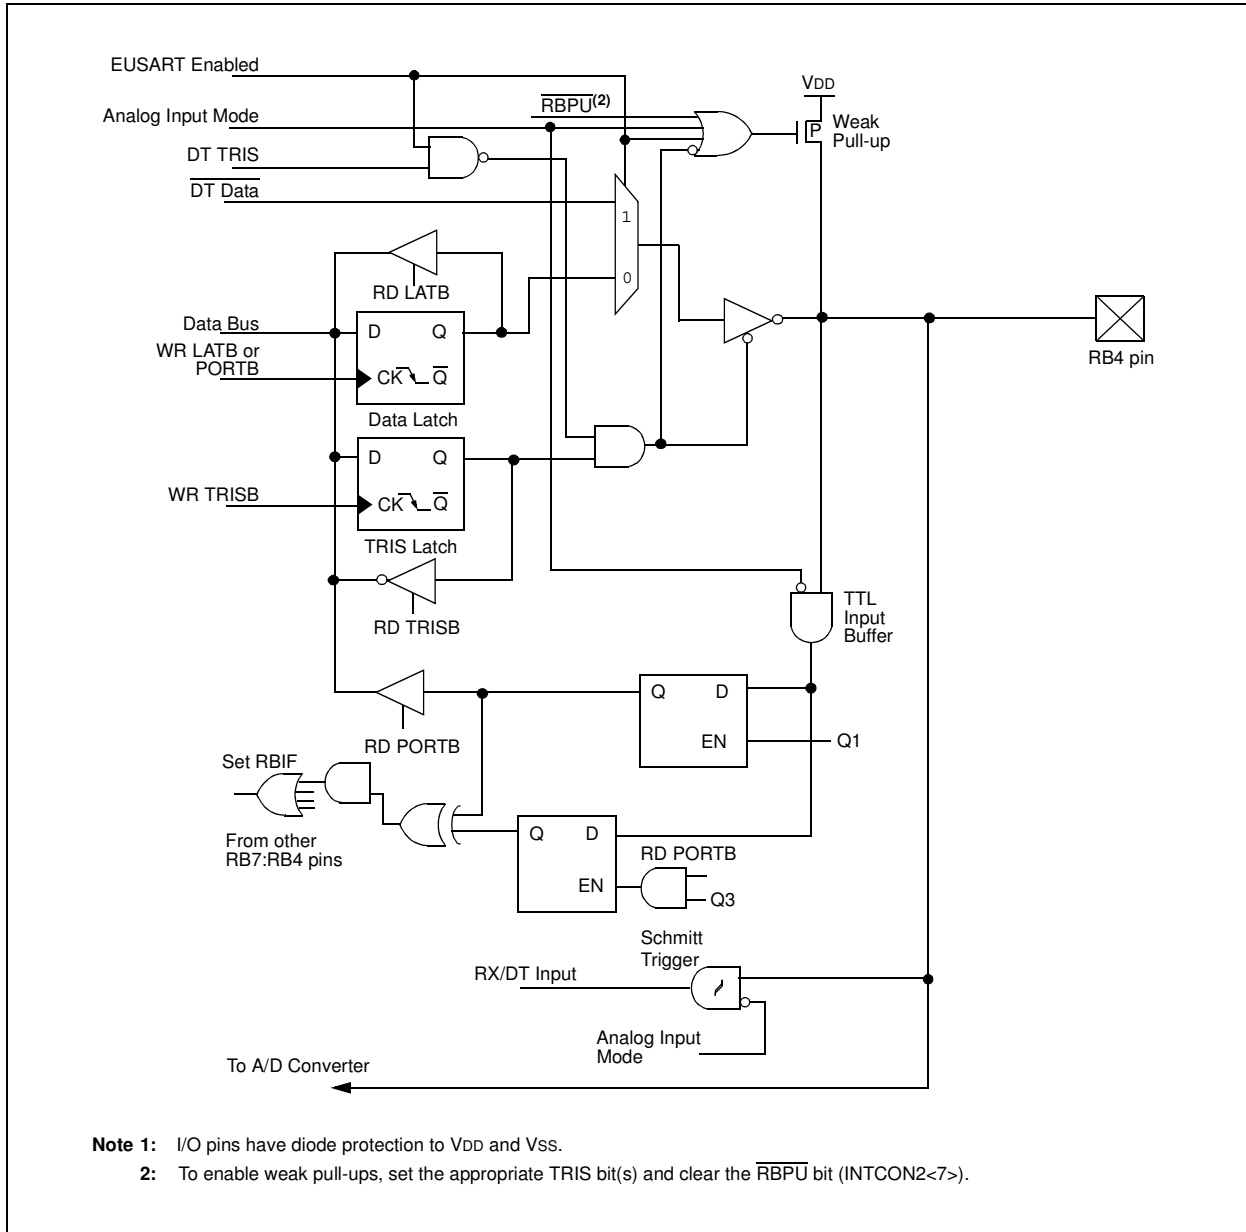 EUSART Enabled
VDD
R̅B̅P̅U̅(2)
Analog Input Mode
P
Weak
Pull-up
DT TRIS
D̅T̅ D̅a̅t̅a̅
1
0
RD LATB
Data Bus
D Q
WR LATB or
PORTB
CK Q̅
Data Latch
RB4 pin
D Q
WR TRISB
CK Q̅
TRIS Latch
RD TRISB
TTL
Input
Buffer
Q D
EN
Q1
RD PORTB
Set RBIF
From other
RB7:RB4 pins
Q D
EN
RD PORTB
Q3
Schmitt
Trigger
RX/DT Input
Analog Input
Mode
To A/D Converter
Note 1: I/O pins have diode protection to VDD and VSS.
2: To enable weak pull-ups, set the appropriate TRIS bit(s) and clear the R̅B̅P̅U̅ bit (INTCON2<7>).